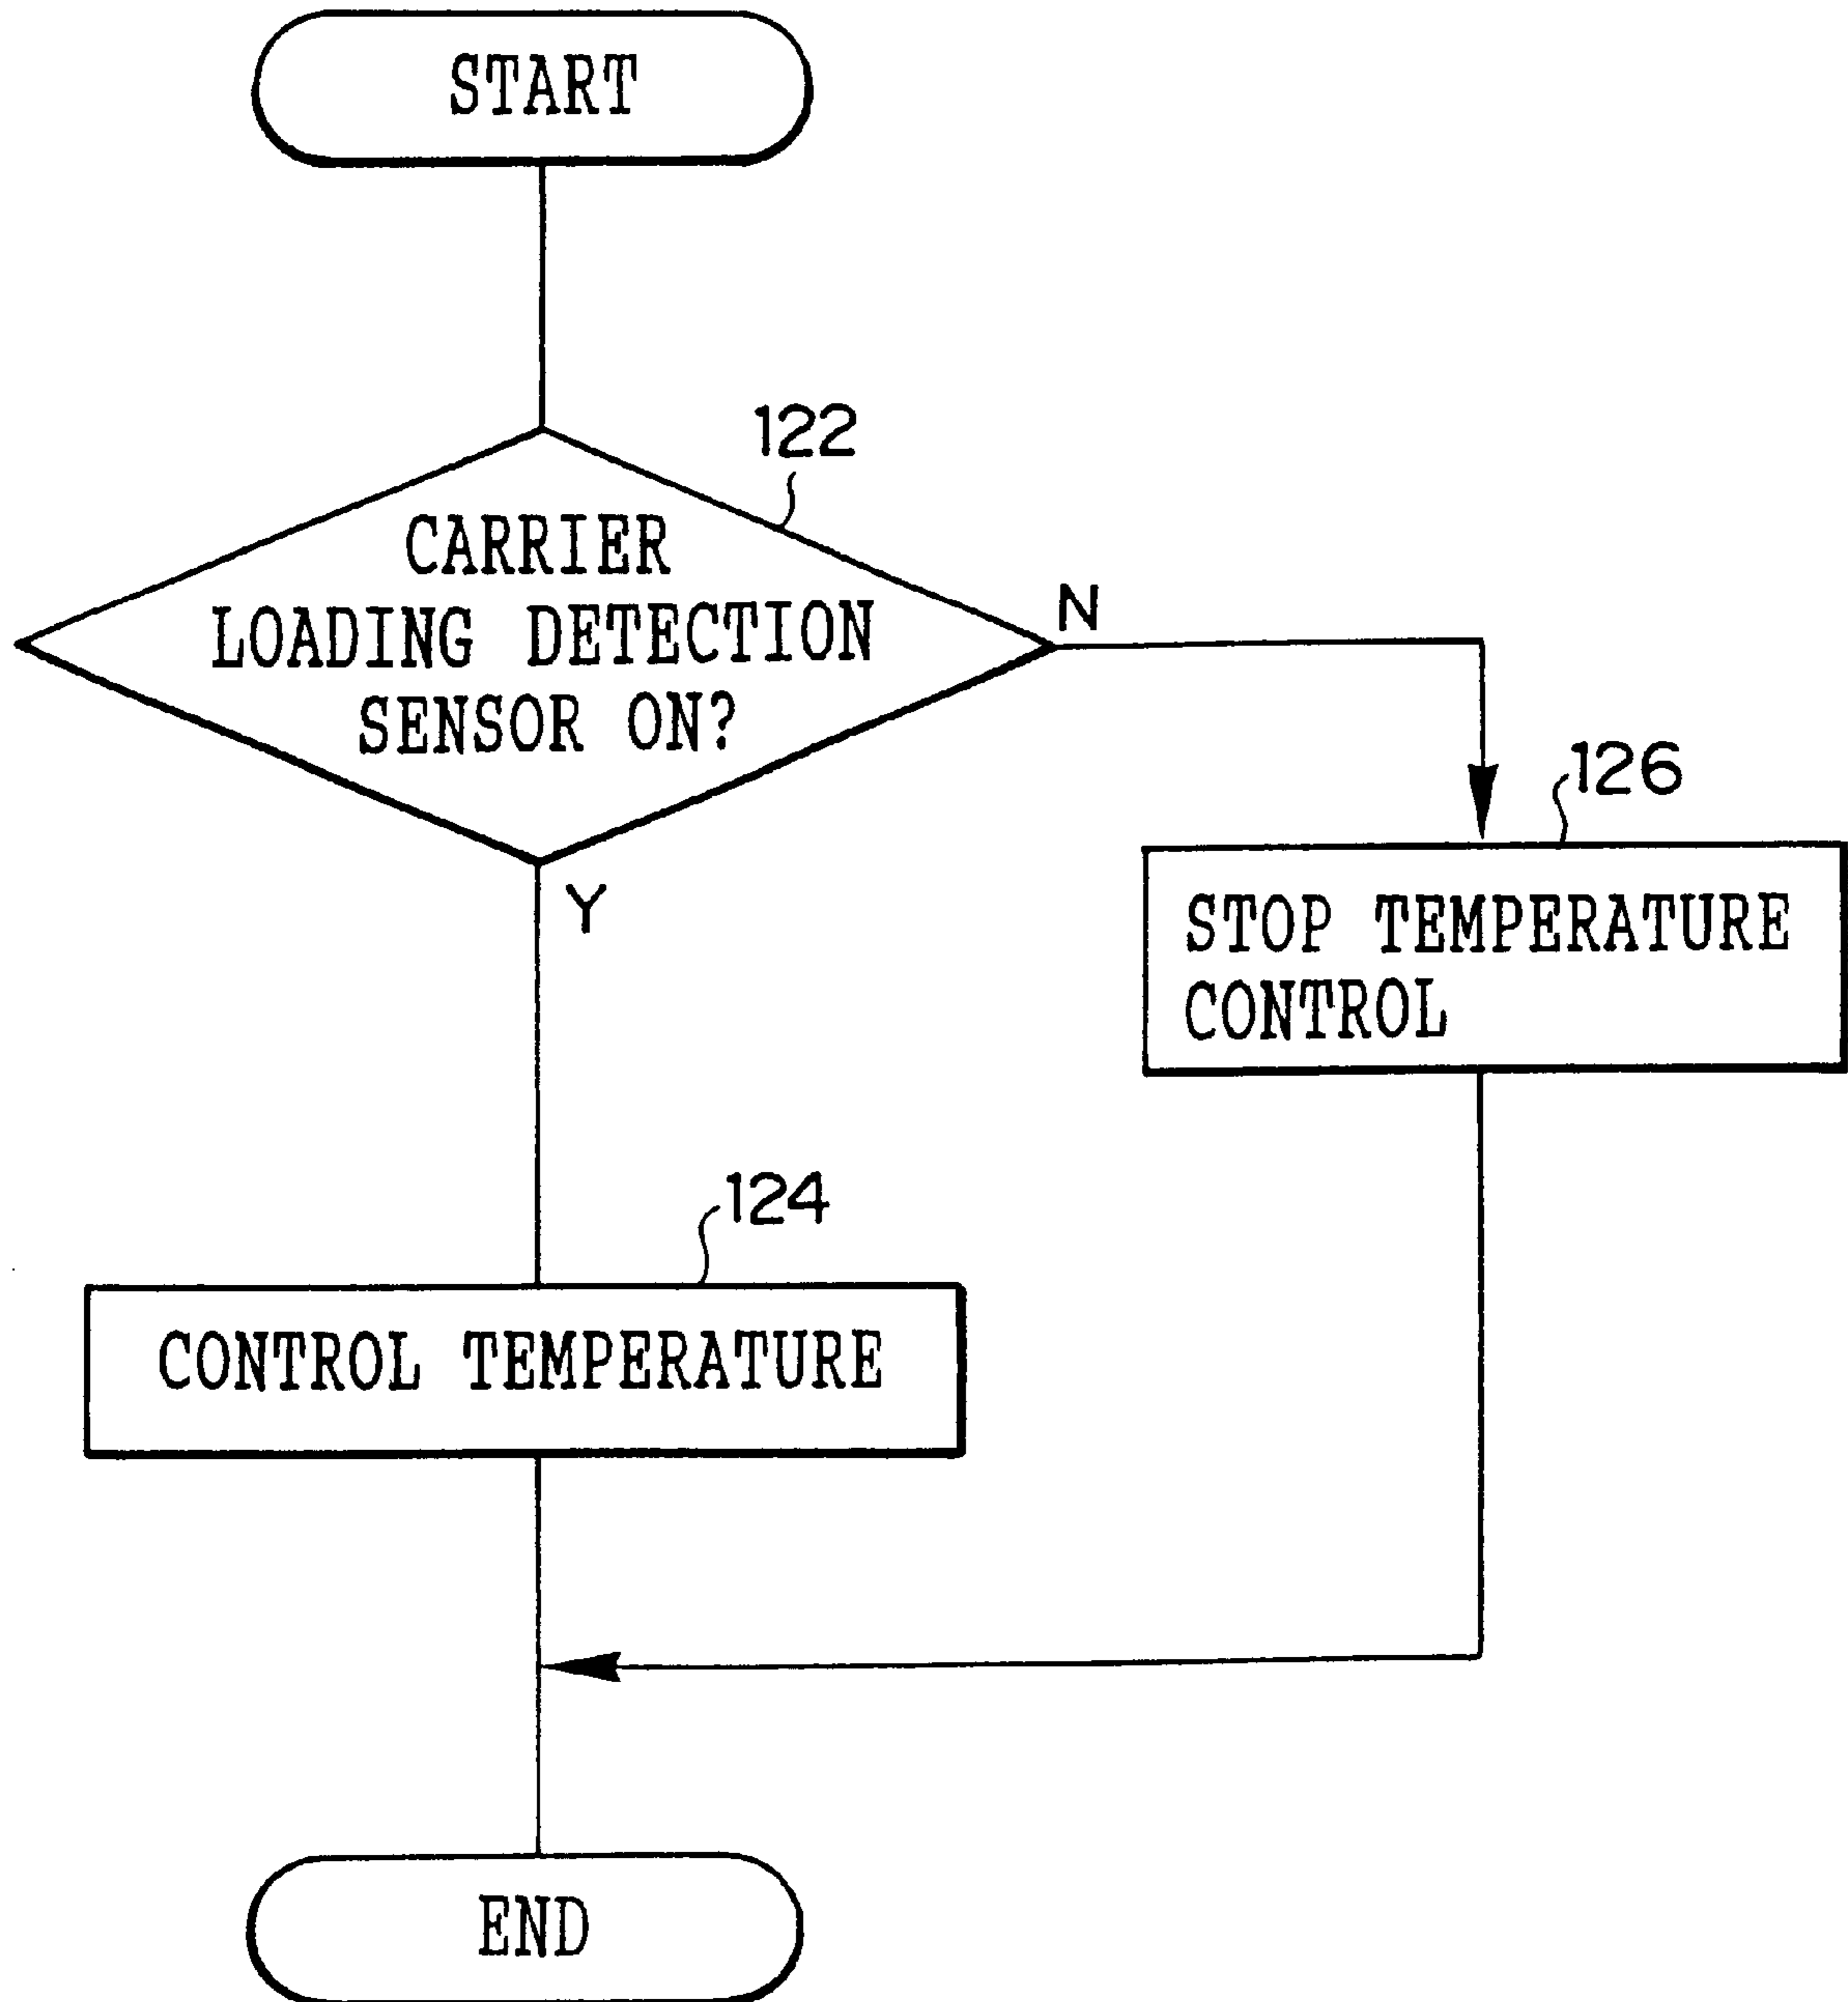 START
122
CARRIER
LOADING DETECTION
SENSOR ON?
N
Y
126
STOP TEMPERATURE
CONTROL
124
CONTROL TEMPERATURE
END